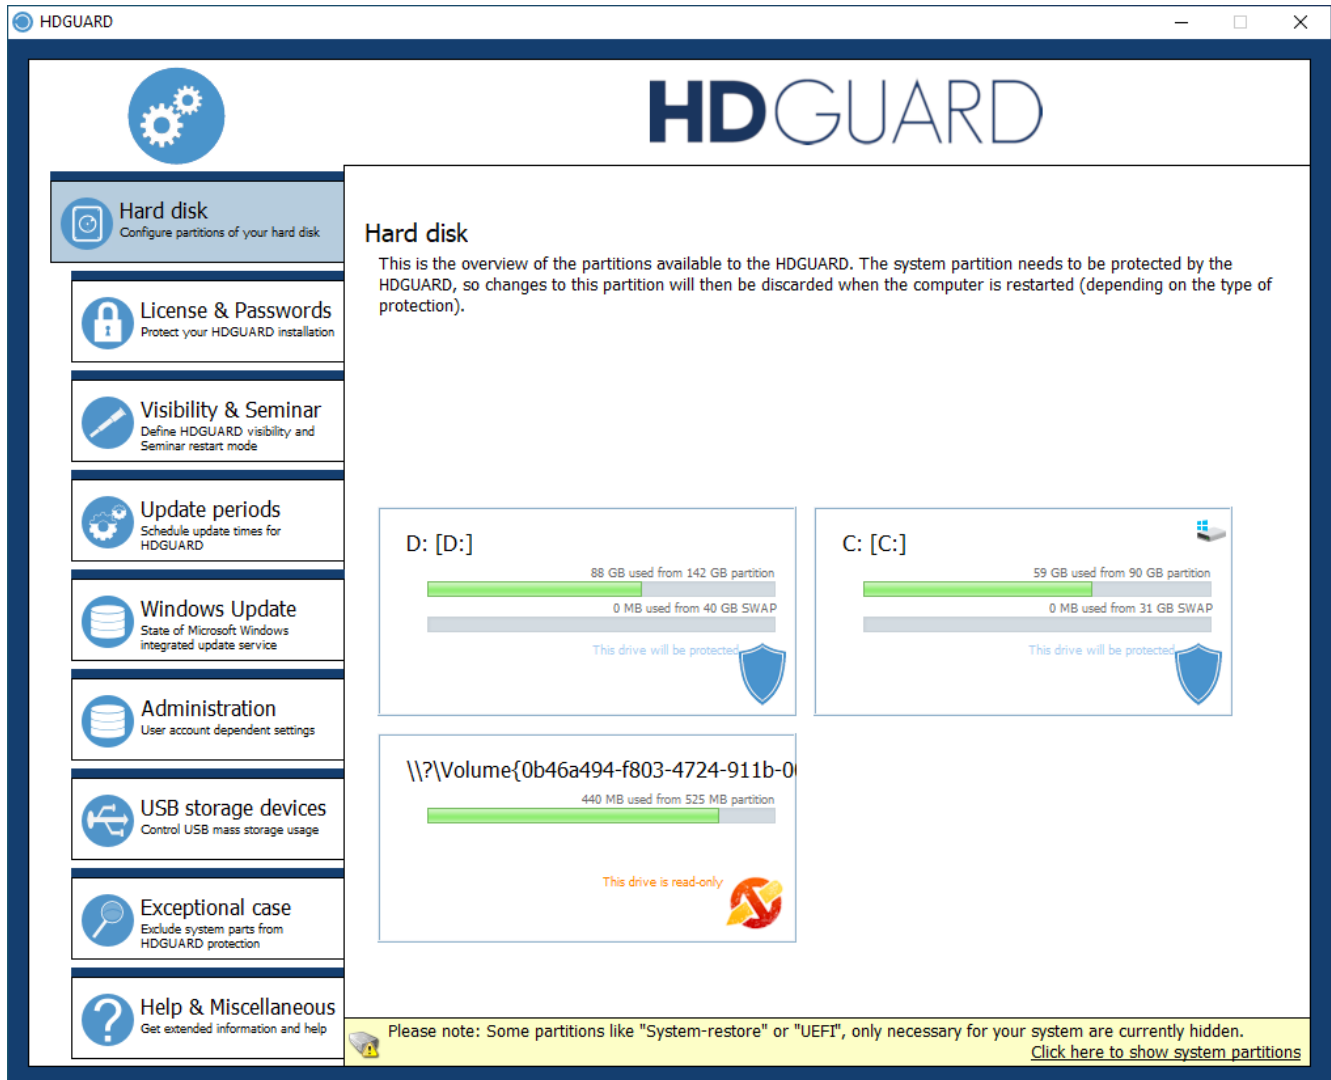 HDGUARD
HDGUARD
Hard disk
Configure partitions of your hard disk
License & Passwords
Protect your HDGUARD installation
Visibility & Seminar
Define HDGUARD visibility and
Seminar restart mode
Update periods
Schedule update times for
HDGUARD
Windows Update
State of Microsoft Windows
integrated update service
Administration
User account dependent settings
USB storage devices
Control USB mass storage usage
Exceptional case
Exclude system parts from
HDGUARD protection
Help & Miscellaneous
Get extended information and help
Hard disk
This is the overview of the partitions available to the HDGUARD. The system partition needs to be protected by the
HDGUARD, so changes to this partition will then be discarded when the computer is restarted (depending on the type of
protection).
D: [D:]
88 GB used from 142 GB partition
0 MB used from 40 GB SWAP
This drive will be protected
C: [C:]
59 GB used from 90 GB partition
0 MB used from 31 GB SWAP
This drive will be protected
\\?\Volume{0b46a494-f803-4724-911b-0
440 MB used from 525 MB partition
This drive is read-only
Please note: Some partitions like "System-restore" or "UEFI", only necessary for your system are currently hidden.
Click here to show system partitions